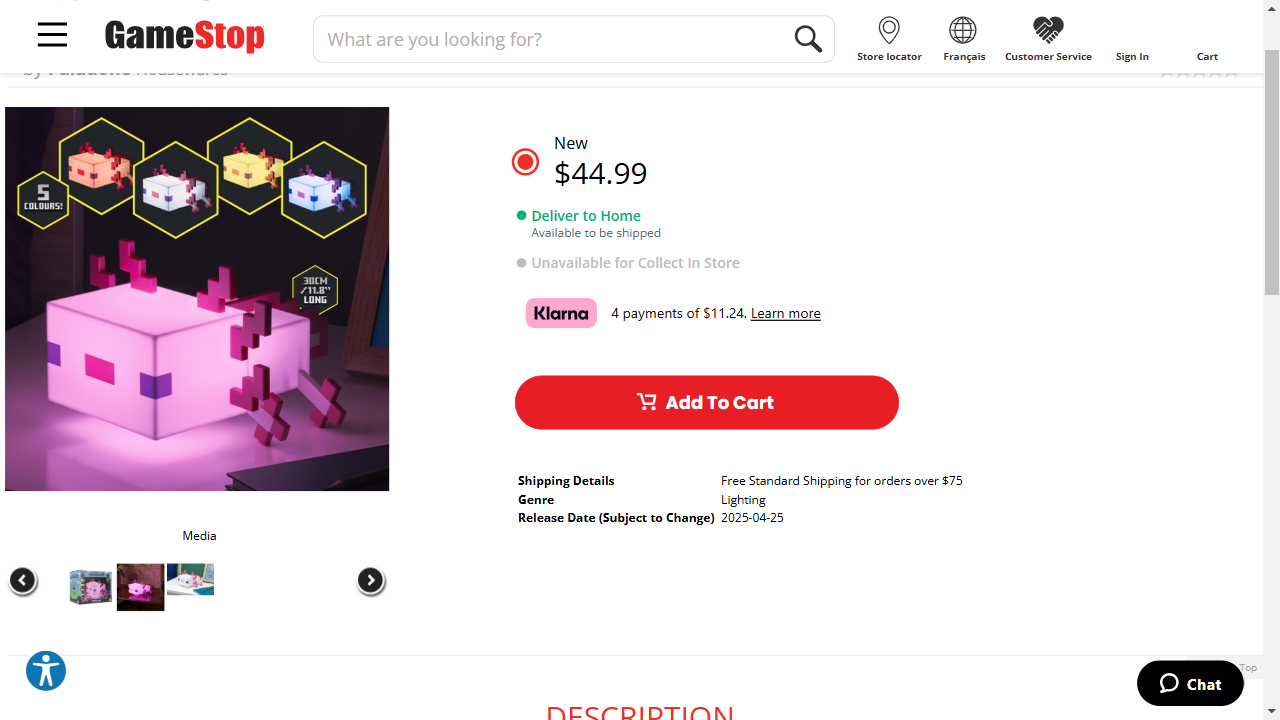 GameStop
What are you looking for?
Store locator
Français
Customer Service
Sign In
Cart
by Paladone Housewares
5
COLOURS!
30CM
/11.8"
LONG
New
$44.99
Deliver to Home
Available to be shipped
Unavailable for Collect In Store
Klarna
4 payments of $11.24. Learn more
Add To Cart
Shipping Details Free Standard Shipping for orders over $75
Genre Lighting
Release Date (Subject to Change) 2025-04-25
Media
Top
Chat
DESCRIPTION